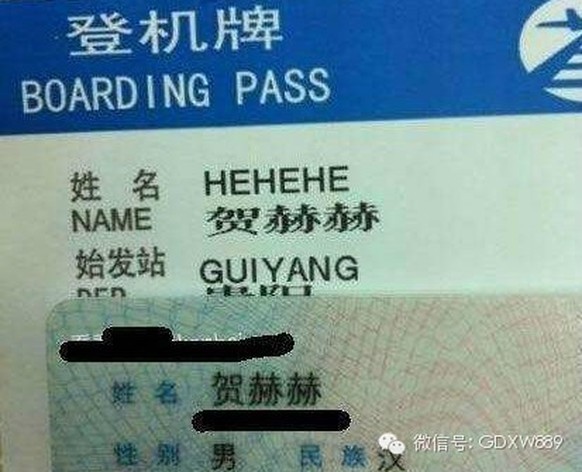 登机牌
BOARDING PASS
姓 名 HEHEHE
NAME 贺赫赫
始发站 GUIYANG
姓 名 贺赫赫
性 别 男 民 族 汉
微信号: GDXW889